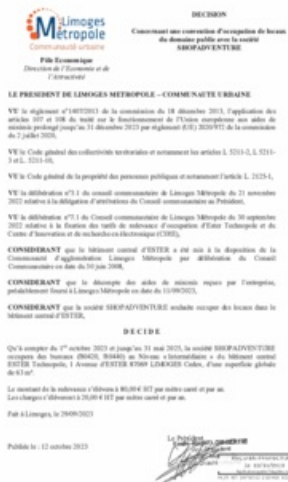 Limoges
Métropole
Communauté urbaine
Pôle Economique
Direction de l'Economie et de
l'Attractivité
DECISION
Concernant une convention d'occupation de locaux
du domaine public avec la société
SHOPADVENTURE
LE PRESIDENT DE LIMOGES METROPOLE – COMMUNAUTE URBAINE
VU le règlement n°1407/2013 de la commission du 18 décembre 2013, l'application des
articles 107 et 108 du traité sur le fonctionnement de l'Union européenne aux aides de
minimis prolongé jusqu'au 31 décembre 2023 par règlement (UE) 2020/972 de la commission
du 2 juillet 2020,
VU le Code général des collectivités territoriales et notamment les articles L 5211-2, L 5211-
et L 5211-10,
VU le Code général de la propriété des personnes publiques et notamment l'article L 2125-1,
VU la délibération n°3.1 du Conseil communautaire de Limoges Métropole du 21 novembre
2022 relative à la délégation d'attributions du Conseil communautaire au Président,
VU la délibération n°7.1 du Conseil communautaire de Limoges Métropole du 30 septembre
2022 relative à la fixation des tarifs de redevance d'occupation d'Ester Technopole et du
Centre d'Innovation et de recherche en électronique (CISE),
CONSIDERANT que le bâtiment central d'ESTER a été mis à la disposition de la
Communauté d'agglomération Limoges Métropole par délibération du Conseil
Communautaire en date du 30 juin 2008,
CONSIDERANT que le décompte des aides de minimis reçues par l'entreprise,
préalablement fourni à Limoges Métropole en date du 11/09/2023,
CONSIDERANT que la société SHOPADVENTURE souhaite occuper des locaux dans le
bâtiment central d'ESTER,
DECIDE
Qu'à compter du 1er octobre 2023 et jusqu'au 31 mai 2025, la société SHOPADVENTURE
occupera des bureaux au Niveau « Intermédiaire » du bâtiment central
ESTER Technopole, 1 Avenue d'ESTER 87069 LIMOGES Cedex, d'une superficie globale
de 63 m².
Le montant de la redevance s'élèvera à 80,00 € HT par mètre carré et par an.
Les charges s'élèveront à 20,00 € HT par mètre carré et par an.
Fait à Limoges, le 29/09/2023
Publiée le : 12 octobre 2023
Le Président